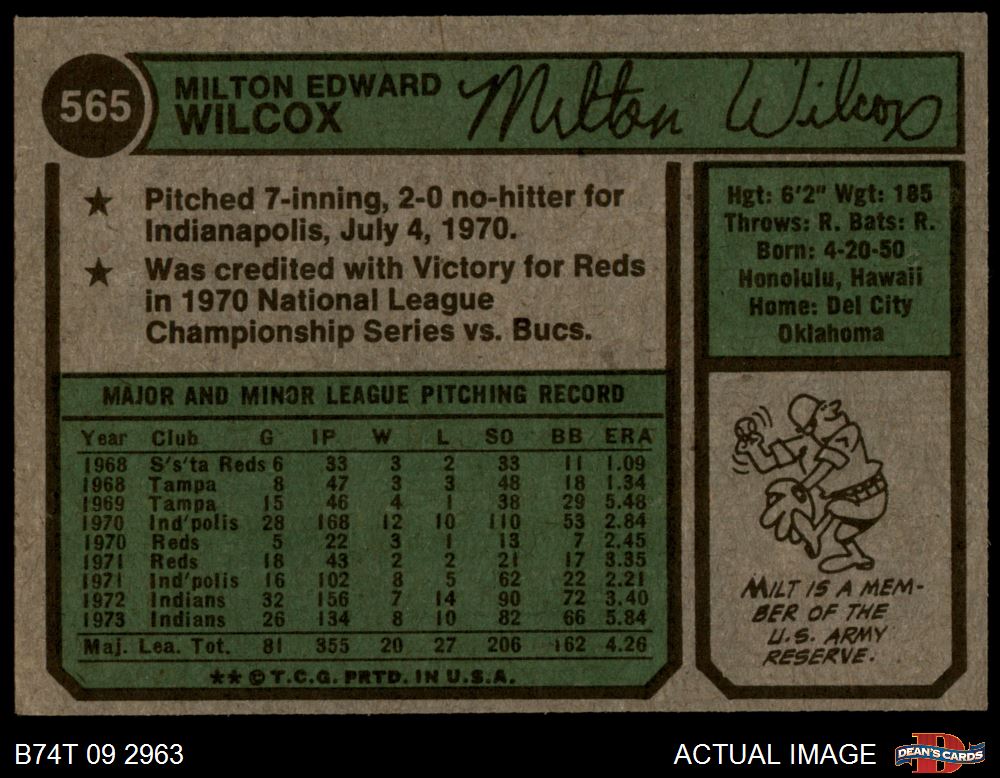 565
MILTON EDWARD
WILCOX
Milton Wilcox
★ Pitched 7-inning, 2-0 no-hitter for
Indianapolis, July 4, 1970.
★ Was credited with Victory for Reds
in 1970 National League
Championship Series vs. Bucs.
Hgt: 6'2" Wgt: 185
Throws: R. Bats: R.
Born: 4-20-50
Honolulu, Hawaii
Home: Del City
Oklahoma
MAJOR AND MINOR LEAGUE PITCHING RECORD
Year Club G IP W L SO BB ERA
1968 S's'ta Reds 6 33 3 2 33 11 1.09
1968 Tampa 8 47 3 3 48 18 1.34
1969 Tampa 15 46 4 1 38 29 5.48
1970 Ind'polis 28 168 12 10 110 53 2.84
1970 Reds 5 22 3 1 13 7 2.45
1971 Reds 18 43 2 2 21 17 3.35
1971 Ind'polis 16 102 8 5 62 22 2.21
1972 Indians 32 156 7 14 90 72 3.40
1973 Indians 26 134 8 10 82 66 5.84
Maj. Lea. Tot. 81 355 20 27 206 162 4.26
★★ © T.C.G. PRTD. IN U.S.A.
MILT IS A MEM-
BER OF THE
U.S. ARMY
RESERVE.
B74T 09 2963
ACTUAL IMAGE
D
DEAN'S CARDS